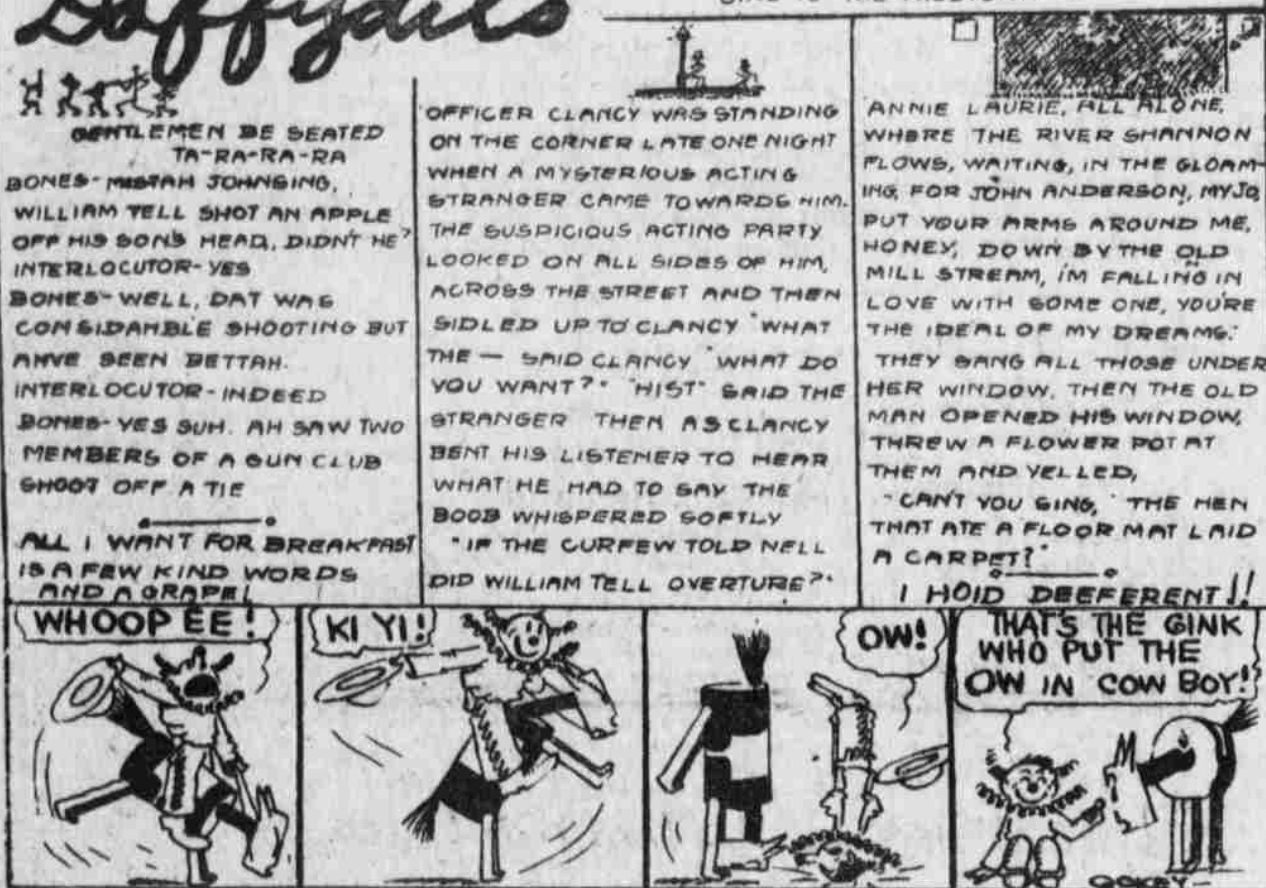 Daffydils
GENTLEMEN BE SEATED
TA-RA-RA-RA
BONES- MISTAH JOHNSING,
WILLIAM TELL SHOT AN APPLE
OFF HIS SON'S HEAD, DIDN'T HE?
INTERLOCUTOR- YES
BONES- WELL, DAT WAS
CONSIDAHBLE SHOOTING BUT
AHVE SEEN BETTAH.
INTERLOCUTOR- INDEED
BONES- YES SUH. AH SAW TWO
MEMBERS OF A GUN CLUB
SHOOT OFF A TIE
ALL I WANT FOR BREAKFAST
IS A FEW KIND WORDS
AND A GRAPE!
OFFICER CLANCY WAS STANDING
ON THE CORNER LATE ONE NIGHT
WHEN A MYSTERIOUS ACTING
STRANGER CAME TOWARDS HIM.
THE SUSPICIOUS ACTING PARTY
LOOKED ON ALL SIDES OF HIM,
ACROSS THE STREET AND THEN
SIDLED UP TO CLANCY "WHAT
THE — SAID CLANCY "WHAT DO
YOU WANT?" "HIST" SAID THE
STRANGER THEN AS CLANCY
BENT HIS LISTENER TO HEAR
WHAT HE HAD TO SAY THE
BOOB WHISPERED SOFTLY
"IF THE CURFEW TOLD NELL
DID WILLIAM TELL OVERTURE?"
"ANNIE LAURIE, ALL ALONE,
WHERE THE RIVER SHANNON
FLOWS, WAITING, IN THE GLOAM-
ING, FOR JOHN ANDERSON, MY JO,
PUT YOUR ARMS AROUND ME,
HONEY, DOWN BY THE OLD
MILL STREAM, I'M FALLING IN
LOVE WITH SOME ONE, YOU'RE
THE IDEAL OF MY DREAMS."
THEY SANG ALL THOSE UNDER
HER WINDOW. THEN THE OLD
MAN OPENED HIS WINDOW,
THREW A FLOWER POT AT
THEM AND YELLED,
"CAN'T YOU SING, 'THE HEN
THAT ATE A FLOOR MAT LAID
A CARPET?'"
I HOID DEEFERENT!!
WHOOP EE!
KI YI!
OW!
THAT'S THE GINK
WHO PUT THE
OW IN COW BOY!!